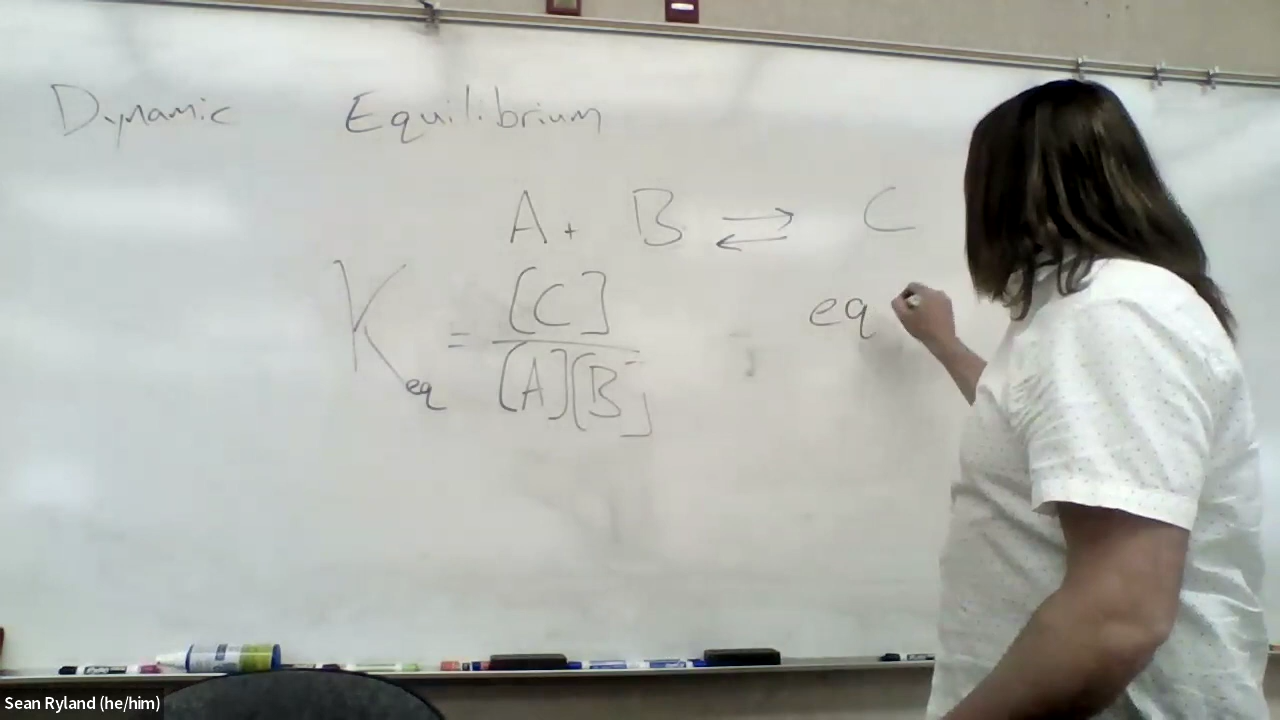 Dynamic Equilibrium
A + B ⇌ C
K eq = [C] / [A][B] eq
Sean Ryland (he/him)